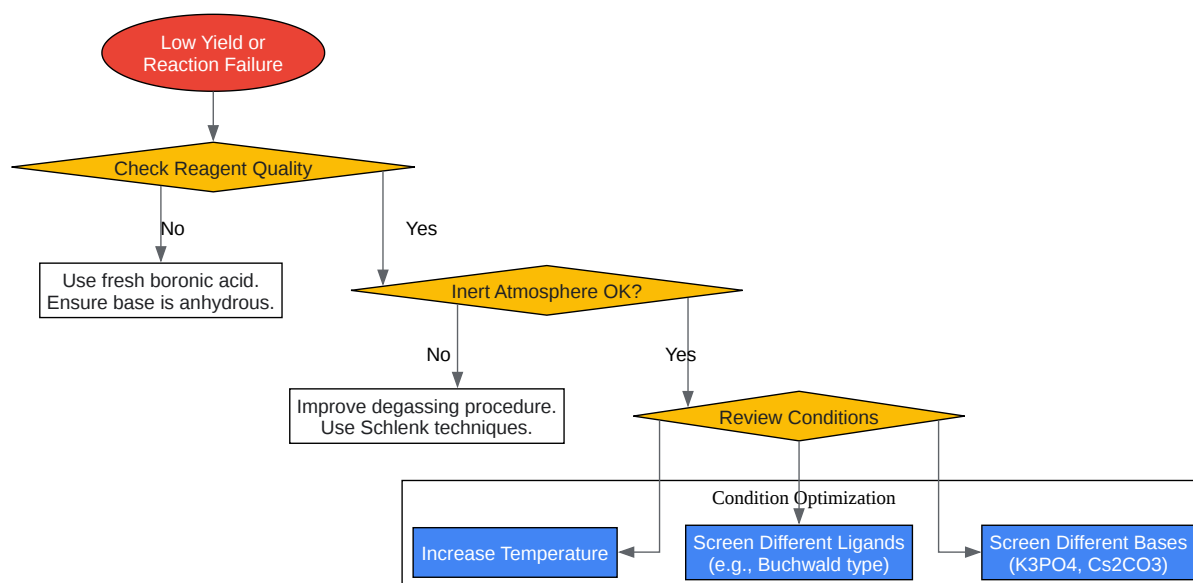 Low Yield or
Reaction Failure
Check Reagent Quality
No
Yes
Use fresh boronic acid.
Ensure base is anhydrous.
Inert Atmosphere OK?
No
Yes
Improve degassing procedure.
Use Schlenk techniques.
Review Conditions
Condition Optimization
Increase Temperature
Screen Different Ligands
(e.g., Buchwald type)
Screen Different Bases
(K3PO4, Cs2CO3)